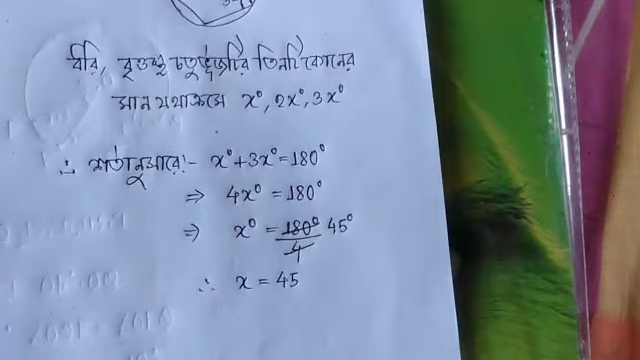 ধরি, বৃত্তস্থ চতুর্ভুজটির তিনটি কোনের
মান যথাক্রমে x°, 2x°, 3x°
∴ শর্তানুসারে:- x° + 3x° = 180°
⇒ 4x° = 180°
⇒ x° = 180°/4 45°
∴ x = 45